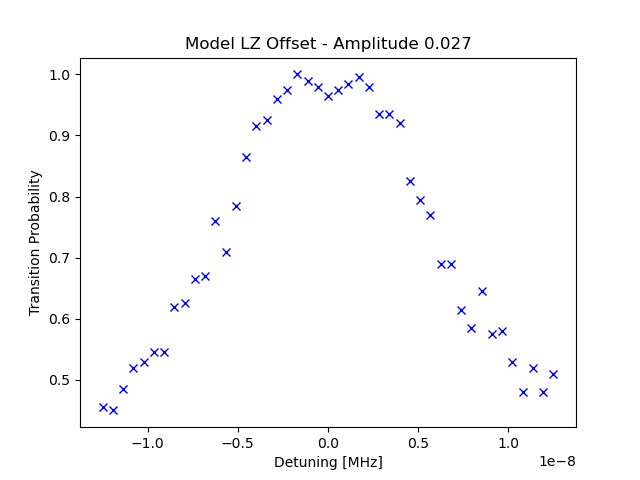 Model LZ Offset - Amplitude 0.027
Transition Probability
1.0
0.9
0.8
0.7
0.6
0.5
−1.0 −0.5 0.0 0.5 1.0
1e−8
Detuning [MHz]